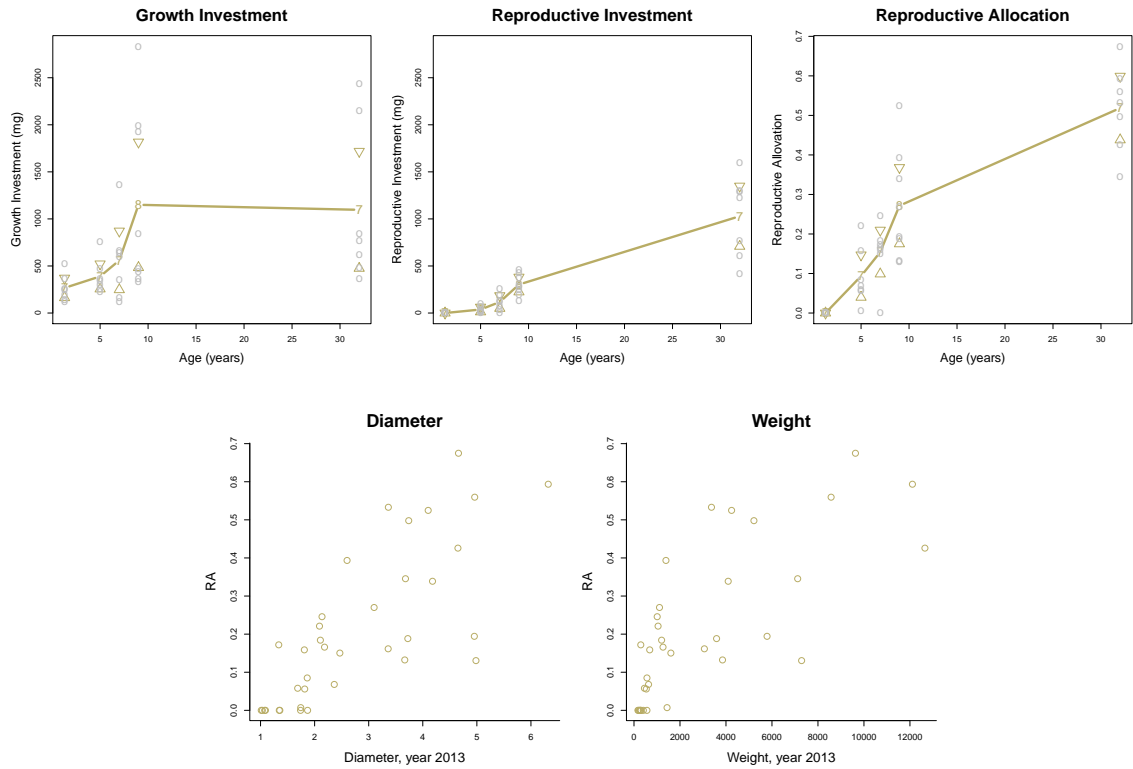 Growth Investment
Growth Investment (mg)
0 500 1000 1500 2000 2500
8
7
5 10 15 20 25 30
Age (years)
Reproductive Investment
Reproductive Investment (mg)
0 500 1000 1500 2000 2500
7
5 10 15 20 25 30
Age (years)
Reproductive Allocation
Reproductive Allovation
0.0 0.1 0.2 0.3 0.4 0.5 0.6 0.7
7
5 10 15 20 25 30
Age (years)
Diameter
RA
0.0 0.1 0.2 0.3 0.4 0.5 0.6 0.7
1 2 3 4 5 6
Diameter, year 2013
Weight
RA
0.0 0.1 0.2 0.3 0.4 0.5 0.6 0.7
0 2000 4000 6000 8000 10000 12000
Weight, year 2013